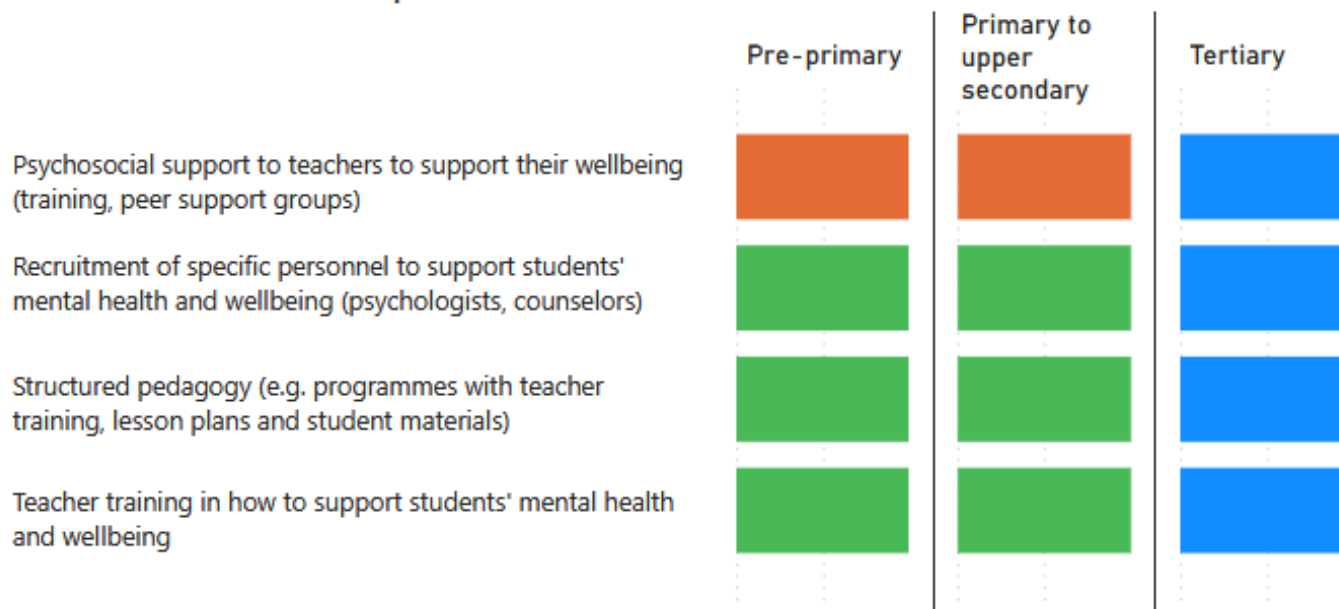 Pre-primary
Primary to
upper
secondary
Tertiary
Psychosocial support to teachers to support their wellbeing
(training, peer support groups)
Recruitment of specific personnel to support students'
mental health and wellbeing (psychologists, counselors)
Structured pedagogy (e.g. programmes with teacher
training, lesson plans and student materials)
Teacher training in how to support students' mental health
and wellbeing